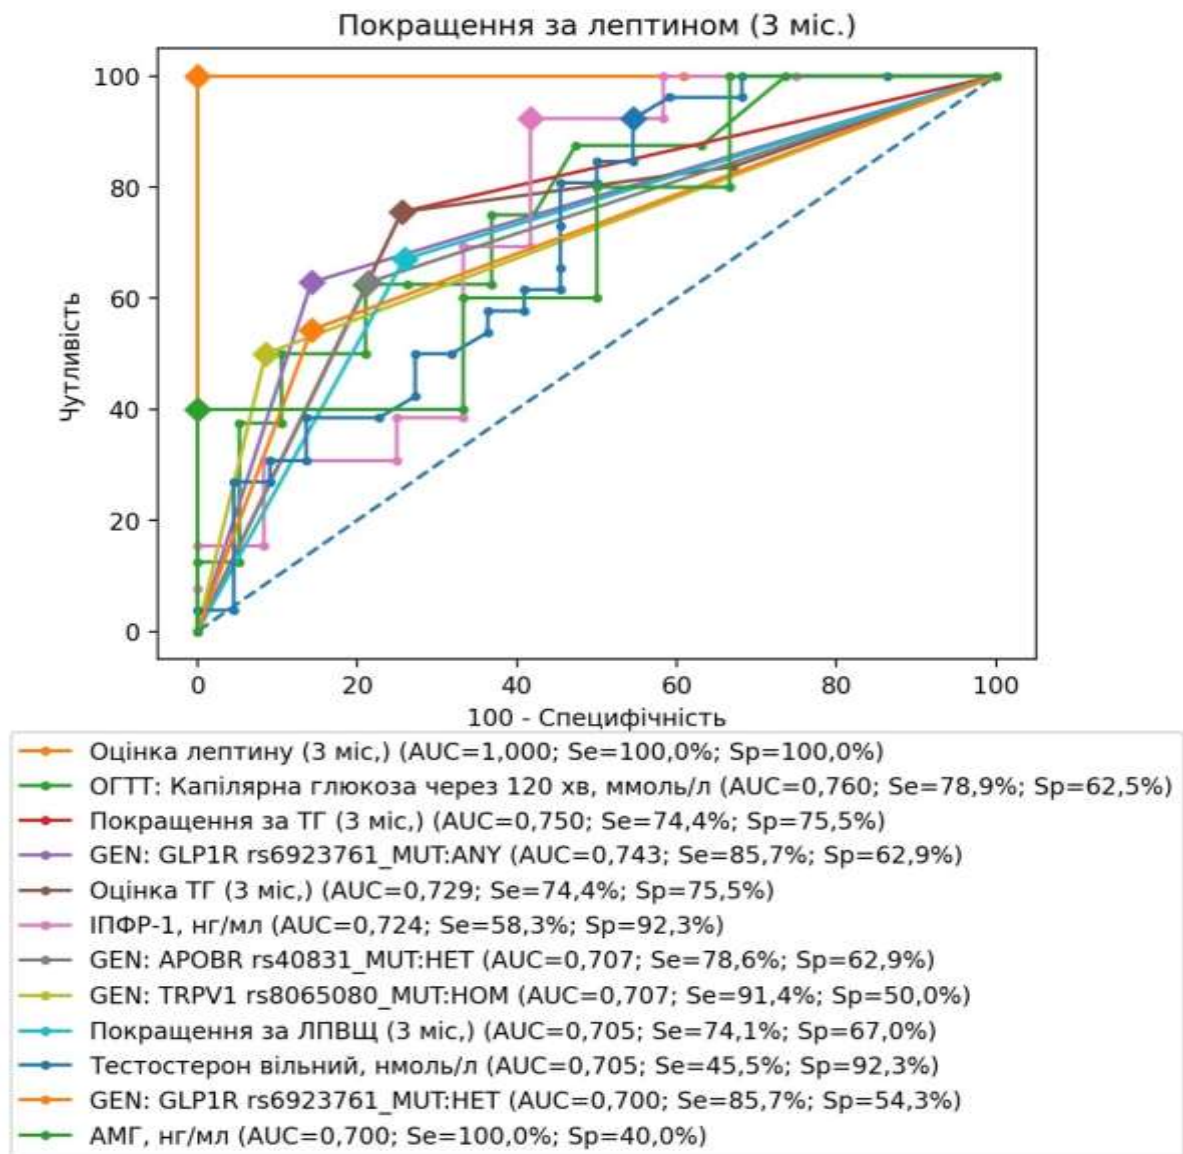 Покращення за лептином (3 міс.)
100
80
60
40
20
0
Чутливість
0 20 40 60 80 100
100 - Специфічність
Оцінка лептину (3 міс,) (AUC=1,000; Se=100,0%; Sp=100,0%)
ОГТТ: Капілярна глюкоза через 120 хв, ммоль/л (AUC=0,760; Se=78,9%; Sp=62,5%)
Покращення за ТГ (3 міс,) (AUC=0,750; Se=74,4%; Sp=75,5%)
GEN: GLP1R rs6923761_MUT:ANY (AUC=0,743; Se=85,7%; Sp=62,9%)
Оцінка ТГ (3 міс,) (AUC=0,729; Se=74,4%; Sp=75,5%)
ІПФР-1, нг/мл (AUC=0,724; Se=58,3%; Sp=92,3%)
GEN: APOBR rs40831_MUT:HET (AUC=0,707; Se=78,6%; Sp=62,9%)
GEN: TRPV1 rs8065080_MUT:HOM (AUC=0,707; Se=91,4%; Sp=50,0%)
Покращення за ЛПВЩ (3 міс,) (AUC=0,705; Se=74,1%; Sp=67,0%)
Тестостерон вільний, нмоль/л (AUC=0,705; Se=45,5%; Sp=92,3%)
GEN: GLP1R rs6923761_MUT:HET (AUC=0,700; Se=85,7%; Sp=54,3%)
АМГ, нг/мл (AUC=0,700; Se=100,0%; Sp=40,0%)